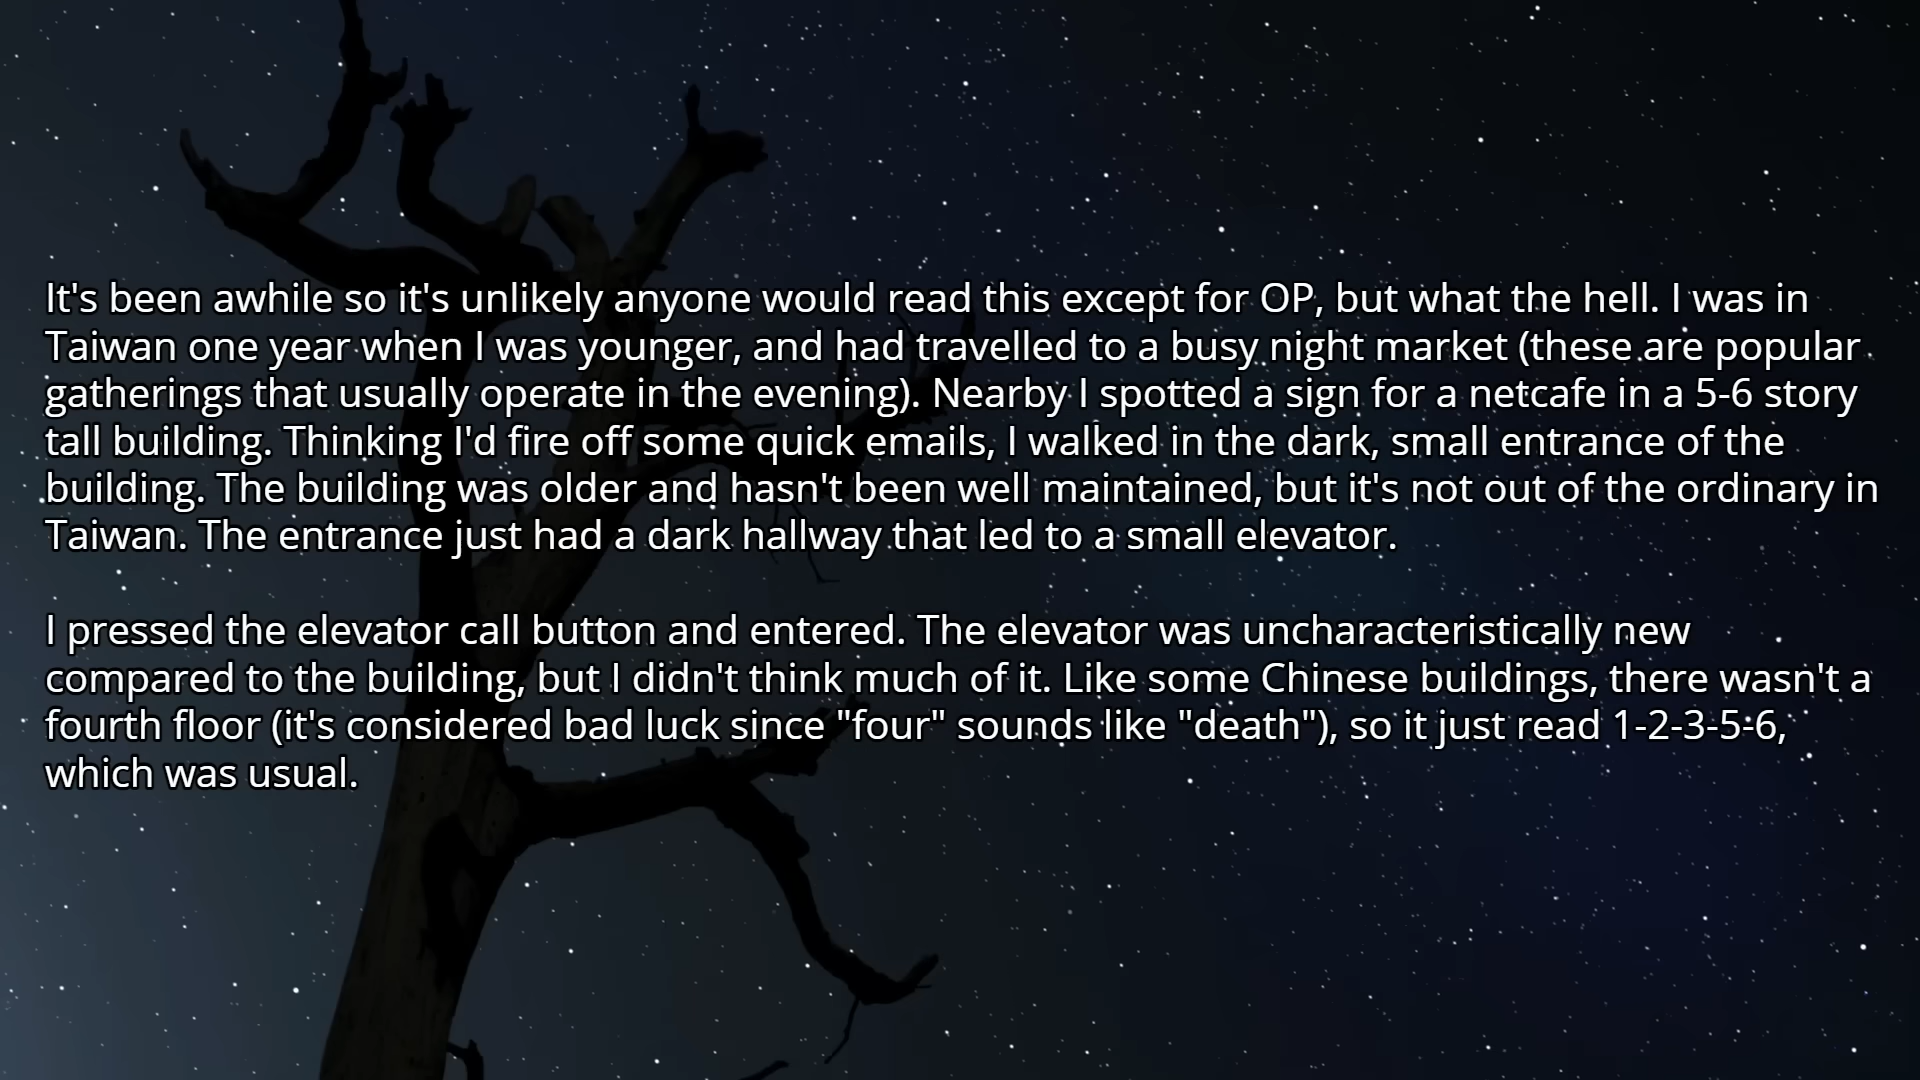 It's been awhile so it's unlikely anyone would read this except for OP, but what the hell. I was in
Taiwan one year when I was younger, and had travelled to a busy night market (these are popular
gatherings that usually operate in the evening). Nearby I spotted a sign for a netcafe in a 5-6 story
tall building. Thinking I'd fire off some quick emails, I walked in the dark, small entrance of the
building. The building was older and hasn't been well maintained, but it's not out of the ordinary in
Taiwan. The entrance just had a dark hallway that led to a small elevator.
I pressed the elevator call button and entered. The elevator was uncharacteristically new
compared to the building, but I didn't think much of it. Like some Chinese buildings, there wasn't a
fourth floor (it's considered bad luck since "four" sounds like "death"), so it just read 1-2-3-5-6,
which was usual.